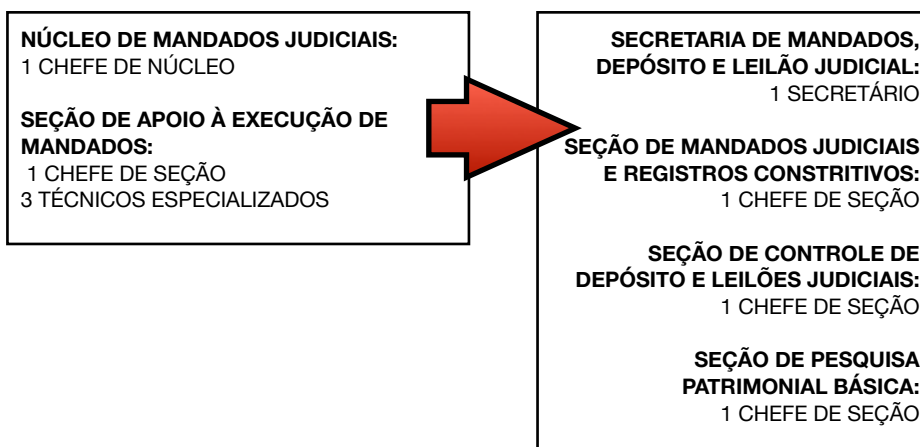 NÚCLEO DE MANDADOS JUDICIAIS:
1 CHEFE DE NÚCLEO
SEÇÃO DE APOIO À EXECUÇÃO DE
MANDADOS:
1 CHEFE DE SEÇÃO
3 TÉCNICOS ESPECIALIZADOS
SECRETARIA DE MANDADOS,
DEPÓSITO E LEILÃO JUDICIAL:
1 SECRETÁRIO
SEÇÃO DE MANDADOS JUDICIAIS
E REGISTROS CONSTRITIVOS:
1 CHEFE DE SEÇÃO
SEÇÃO DE CONTROLE DE
DEPÓSITO E LEILÕES JUDICIAIS:
1 CHEFE DE SEÇÃO
SEÇÃO DE PESQUISA
PATRIMONIAL BÁSICA:
1 CHEFE DE SEÇÃO